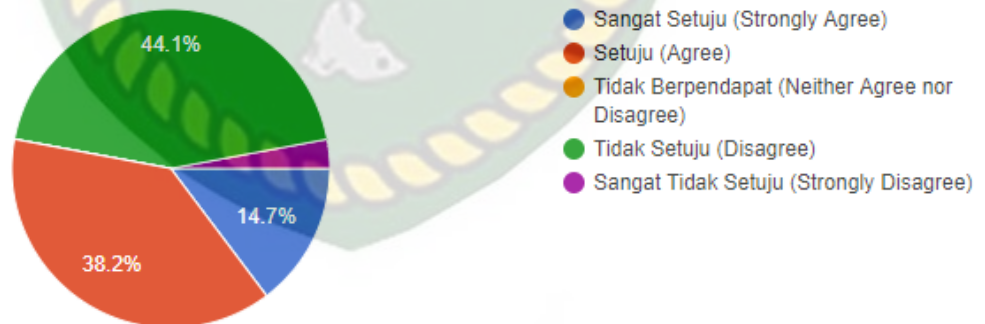 44.1%
14.7%
38.2%
Sangat Setuju (Strongly Agree)
Setuju (Agree)
Tidak Berpendapat (Neither Agree nor
Disagree)
Tidak Setuju (Disagree)
Sangat Tidak Setuju (Strongly Disagree)